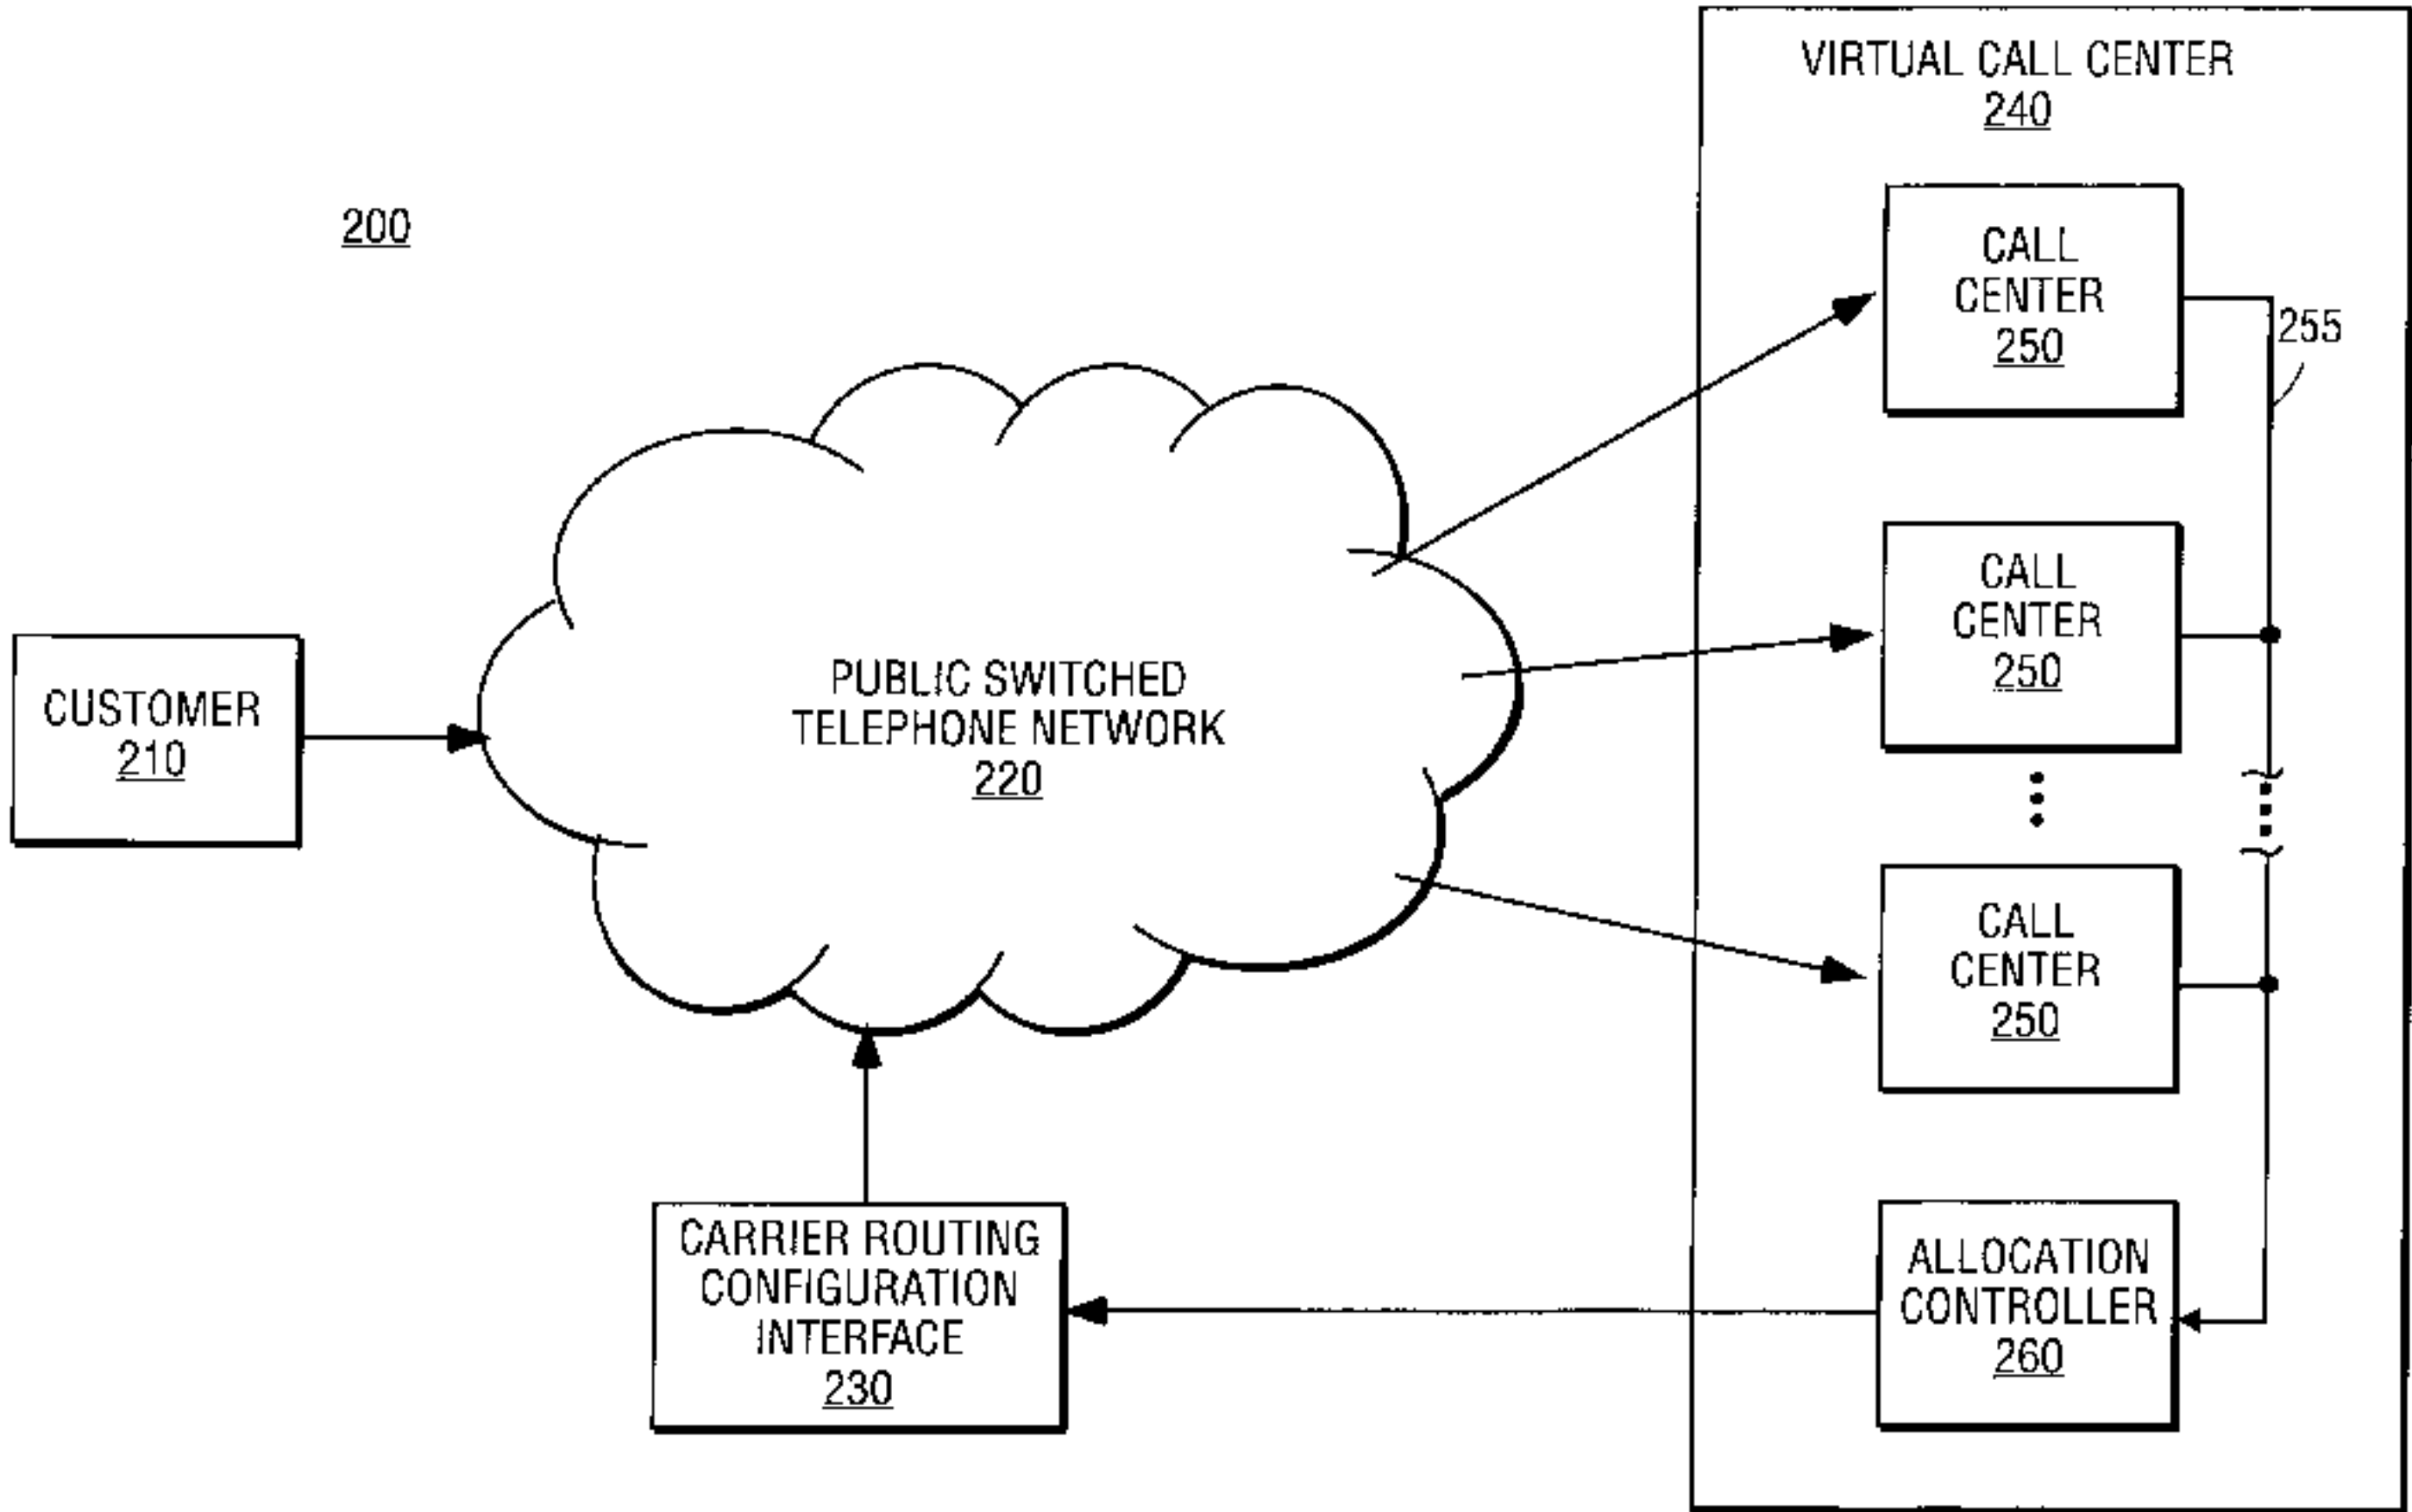 200
CUSTOMER
210
PUBLIC SWITCHED
TELEPHONE NETWORK
220
CARRIER ROUTING
CONFIGURATION
INTERFACE
230
VIRTUAL CALL CENTER
240
CALL
CENTER
250
255
CALL
CENTER
250
CALL
CENTER
250
ALLOCATION
CONTROLLER
260